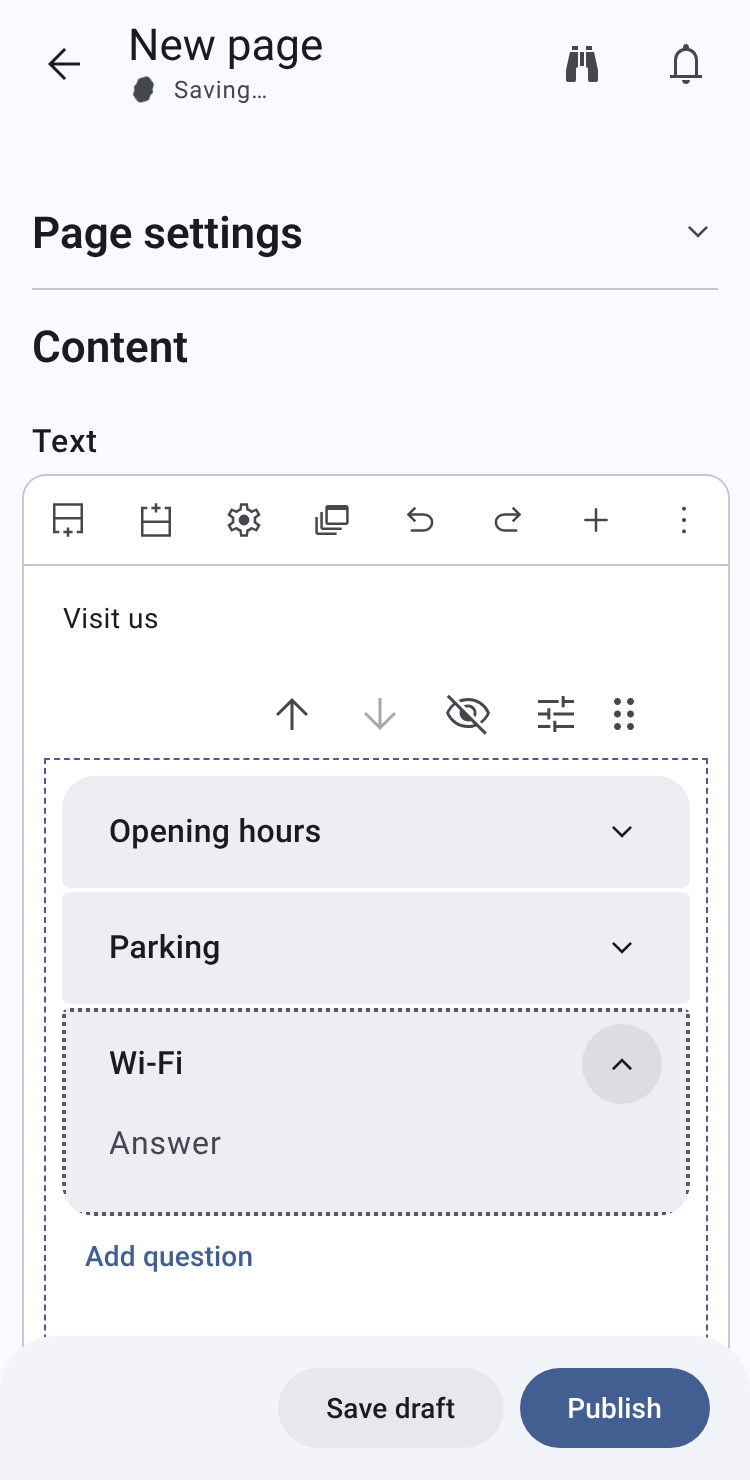 New page
Saving…
Page settings
Content
Text
Visit us
Opening hours
Parking
Wi-Fi
Answer
Add question
Save draft
Publish